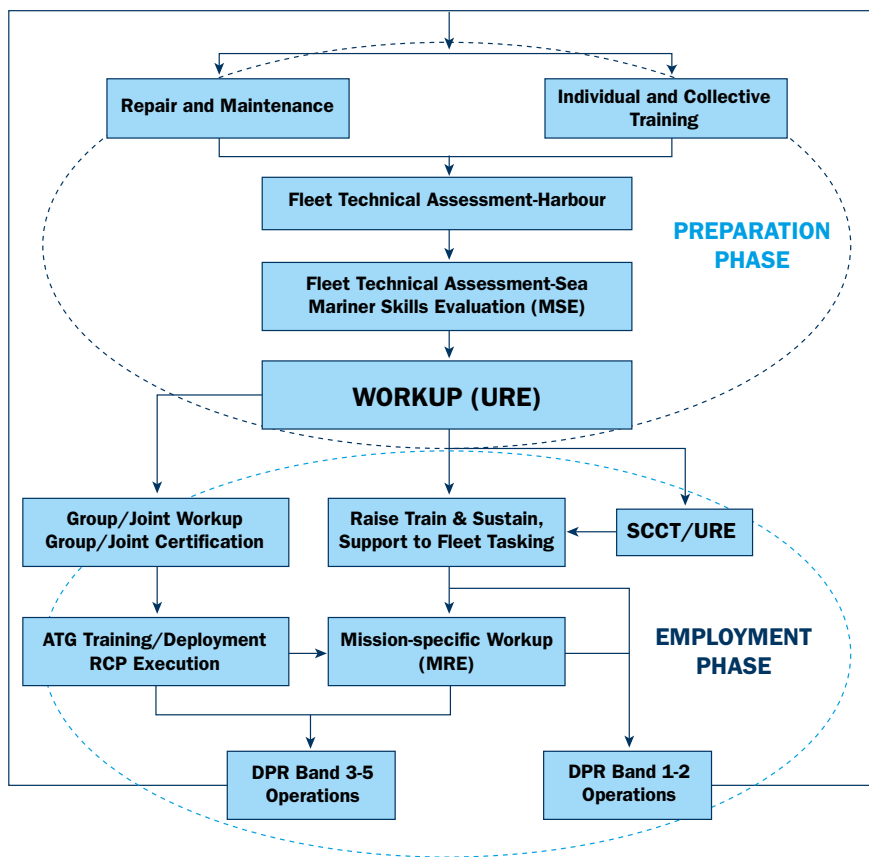 Repair and Maintenance
Individual and Collective
Training
Fleet Technical Assessment-Harbour
PREPARATION
PHASE
Fleet Technical Assessment-Sea
Mariner Skills Evaluation (MSE)
WORKUP (URE)
Group/Joint Workup
Group/Joint Certification
Raise Train & Sustain,
Support to Fleet Tasking
SCCT/URE
ATG Training/Deployment
RCP Execution
Mission-specific Workup
(MRE)
EMPLOYMENT
PHASE
DPR Band 3-5
Operations
DPR Band 1-2
Operations